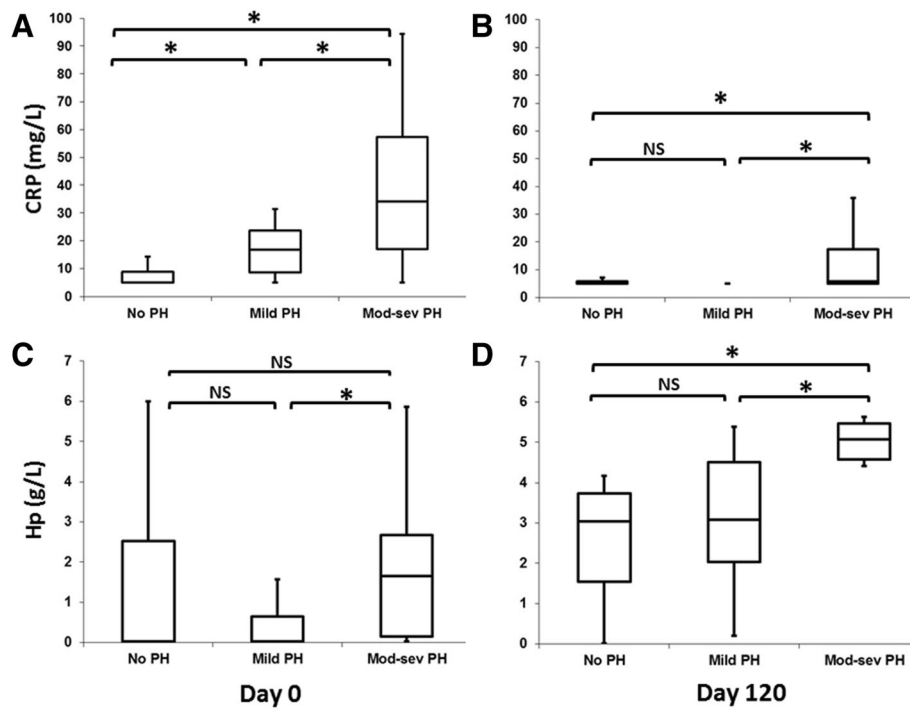 A
B
100
90
80
70
60
50
40
30
20
10
0
CRP (mg/L)
*
*
*
No PH
Mild PH
Mod-sev PH
100
90
80
70
60
50
40
30
20
10
0
*
NS
*
No PH
Mild PH
Mod-sev PH
C
D
7
6
5
4
3
2
1
0
Hp (g/L)
NS
NS
*
No PH
Mild PH
Mod-sev PH
Day 0
7
6
5
4
3
2
1
0
*
NS
*
No PH
Mild PH
Mod-sev PH
Day 120